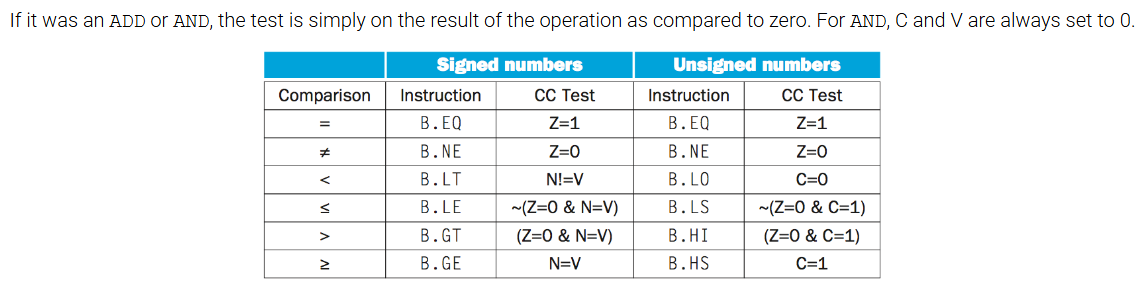 If it was an ADD or AND, the test is simply on the result of the operation as compared to zero. For AND, C and V are always set to 0.
Signed numbers Unsigned numbers
Comparison Instruction CC Test Instruction CC Test
= B.EQ Z=1 B.EQ Z=1
≠ B.NE Z=0 B.NE Z=0
< B.LT N!=V B.LO C=0
≤ B.LE ~(Z=0 & N=V) B.LS ~(Z=0 & C=1)
> B.GT (Z=0 & N=V) B.HI (Z=0 & C=1)
≥ B.GE N=V B.HS C=1